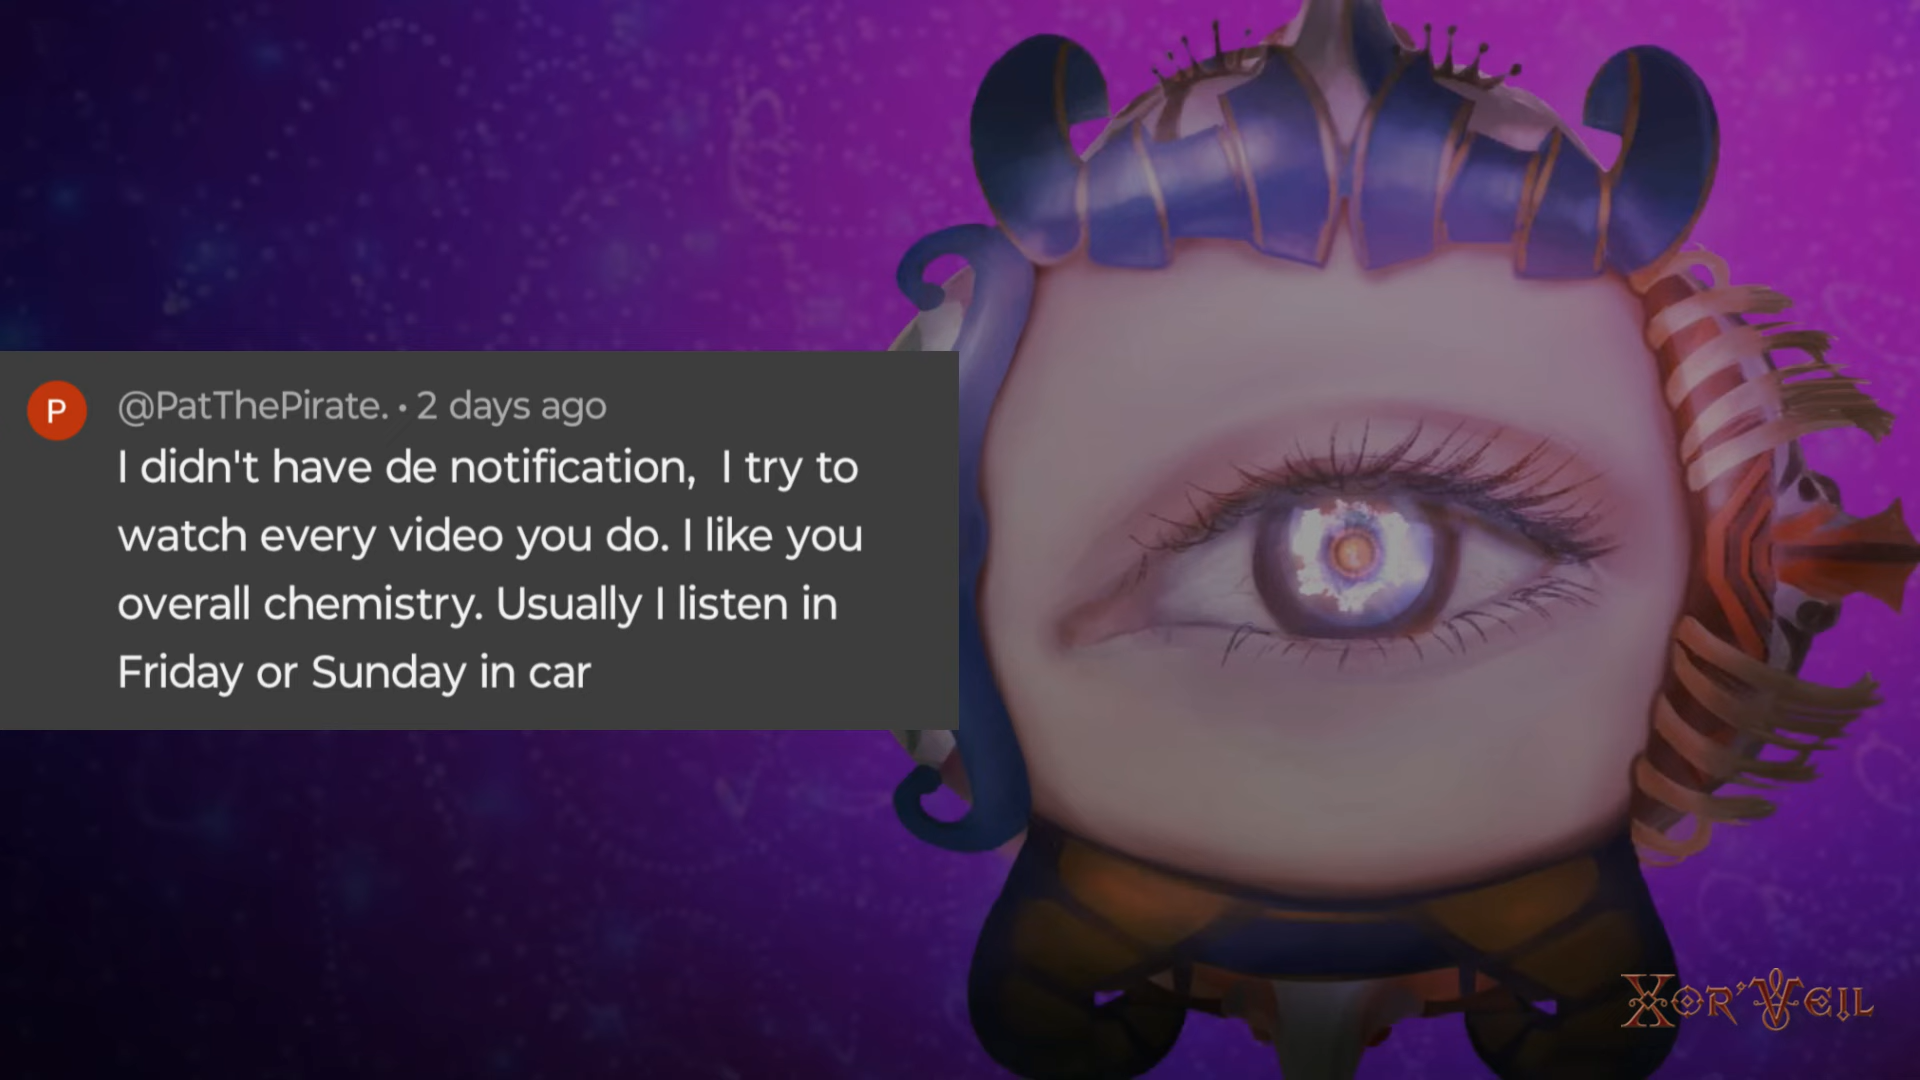 P
@PatThePirate. • 2 days ago
I didn't have de notification,  I try to
watch every video you do. I like you
overall chemistry. Usually I listen in
Friday or Sunday in car
Xor'Veil